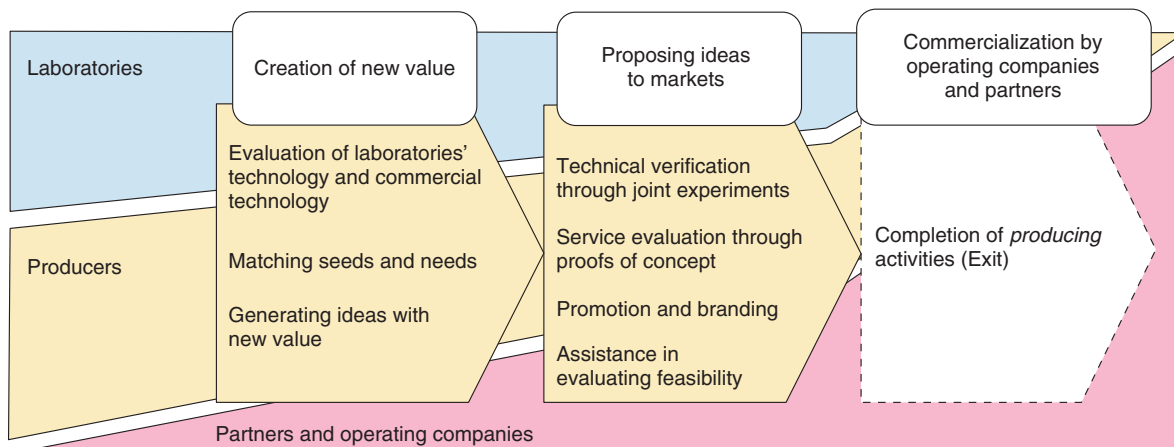 Laboratories
Creation of new value
Proposing ideas
to markets
Commercialization by
operating companies
and partners
Evaluation of laboratories’
technology and commercial
technology
Matching seeds and needs
Generating ideas with
new value
Technical verification
through joint experiments
Service evaluation through
proofs of concept
Promotion and branding
Assistance in
evaluating feasibility
Completion of producing
activities (Exit)
Producers
Partners and operating companies